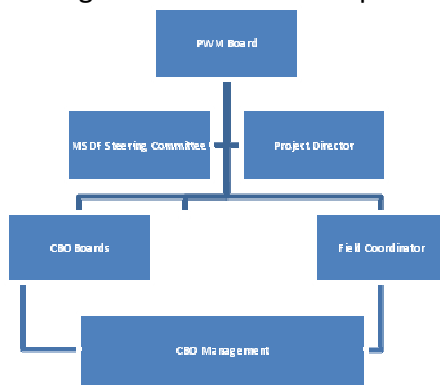 PWM Board
MSDF Steering Committee
Project Director
CBO Boards
Field Coordinator
CBO Management